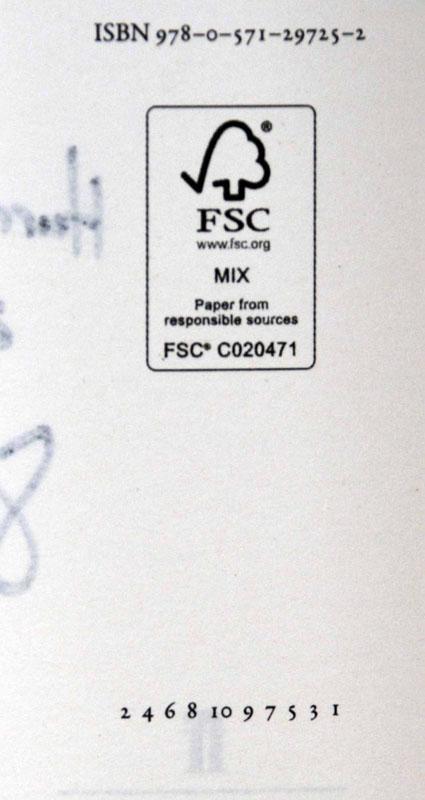 ISBN 978-0-571-29725-2
FSC®
www.fsc.org
MIX
Paper from
responsible sources
FSC® C020471
2 4 6 8 10 9 7 5 3 1